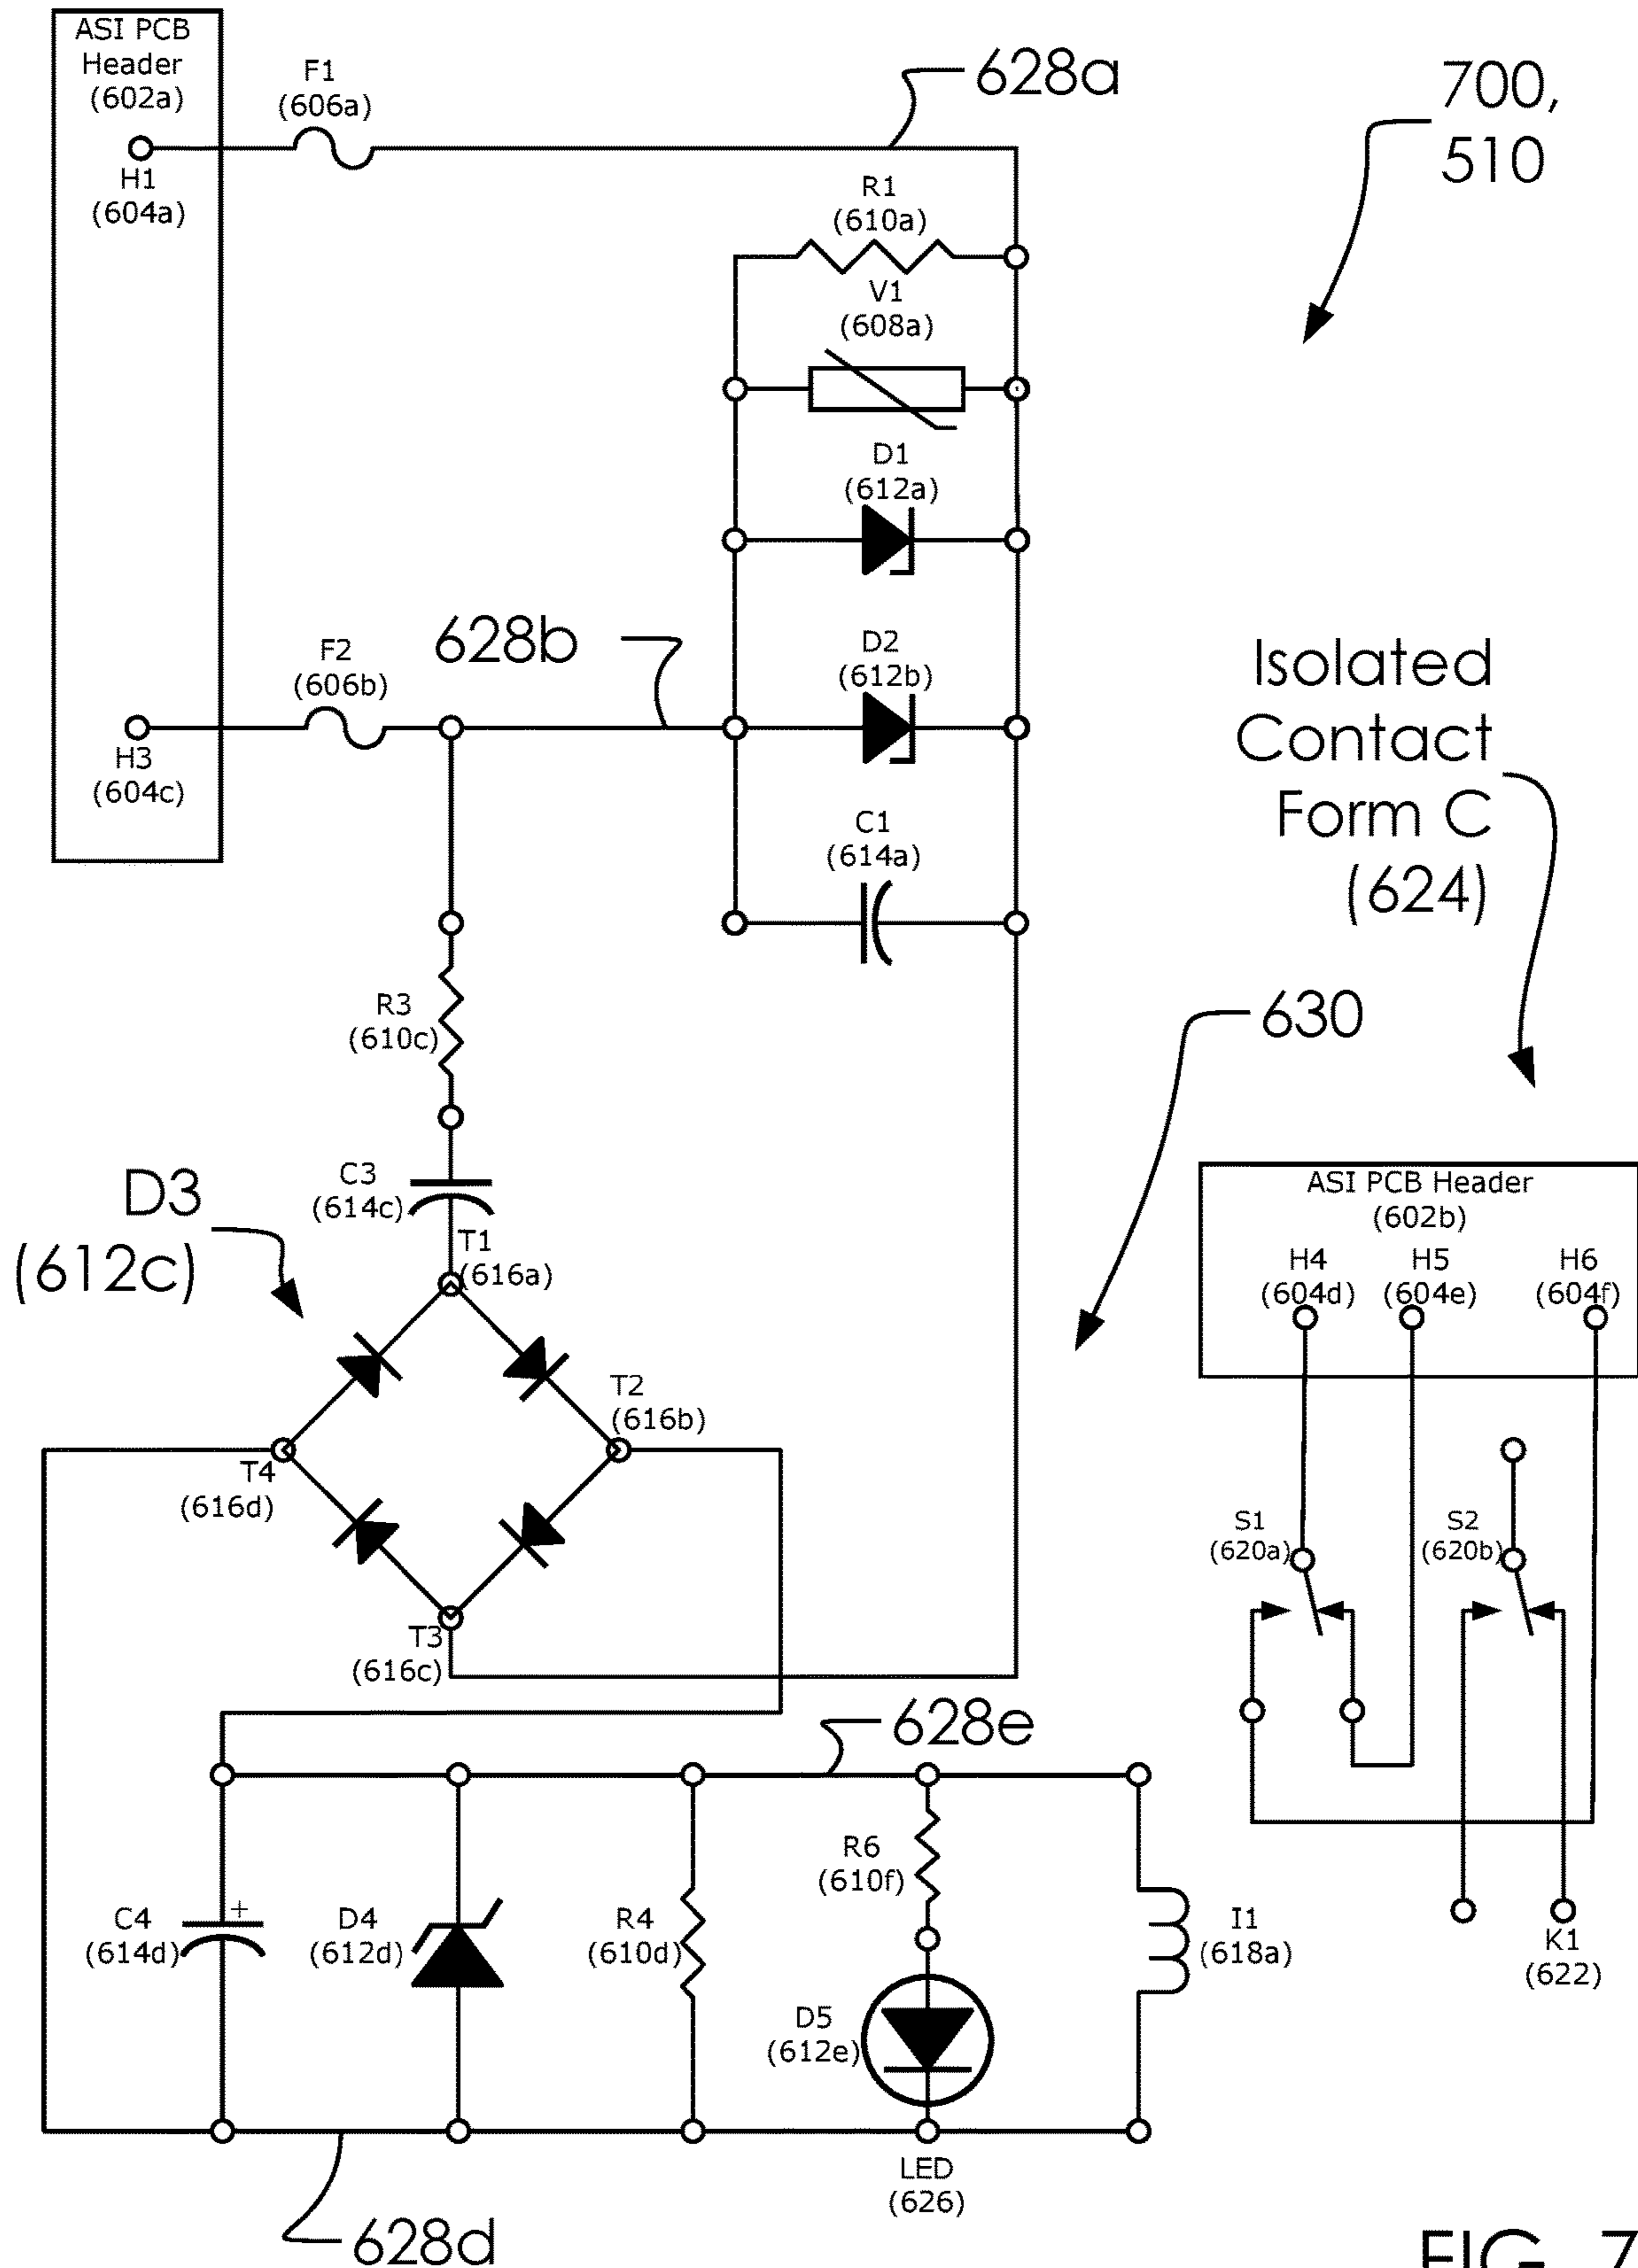 ASI PCB
Header
(602a)
F1
(606a)
628a
700,
510
H1
(604a)
R1
(610a)
V1
(608a)
D1
(612a)
628b
F2
(606b)
D2
(612b)
Isolated
Contact
Form C
(624)
H3
(604c)
C1
(614a)
R3
(610c)
630
D3
(612c)
C3
(614c)
T1
(616a)
ASI PCB Header
(602b)
H4
(604d)
H5
(604e)
H6
(604f)
T2
(616b)
T4
(616d)
S1
(620a)
S2
(620b)
T3
(616c)
628e
R6
(610f)
C4
(614d)
+
D4
(612d)
R4
(610d)
I1
(618a)
K1
(622)
D5
(612e)
LED
(626)
628d
FIG. 7